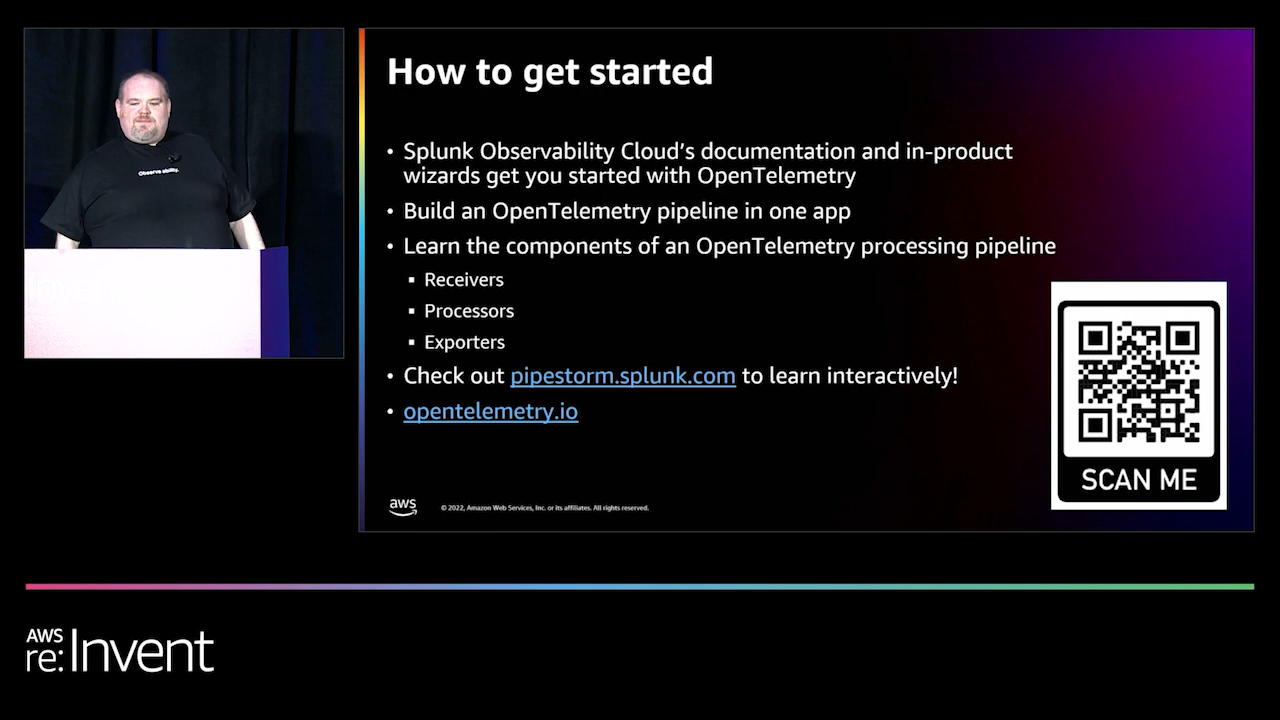 Observe ability.
How to get started
• Splunk Observability Cloud's documentation and in-product
wizards get you started with OpenTelemetry
• Build an OpenTelemetry pipeline in one app
• Learn the components of an OpenTelemetry processing pipeline
▪ Receivers
▪ Processors
▪ Exporters
• Check out pipestorm.splunk.com to learn interactively!
• opentelemetry.io
SCAN ME
aws
© 2022, Amazon Web Services, Inc. or its affiliates. All rights reserved.
AWS
re:Invent